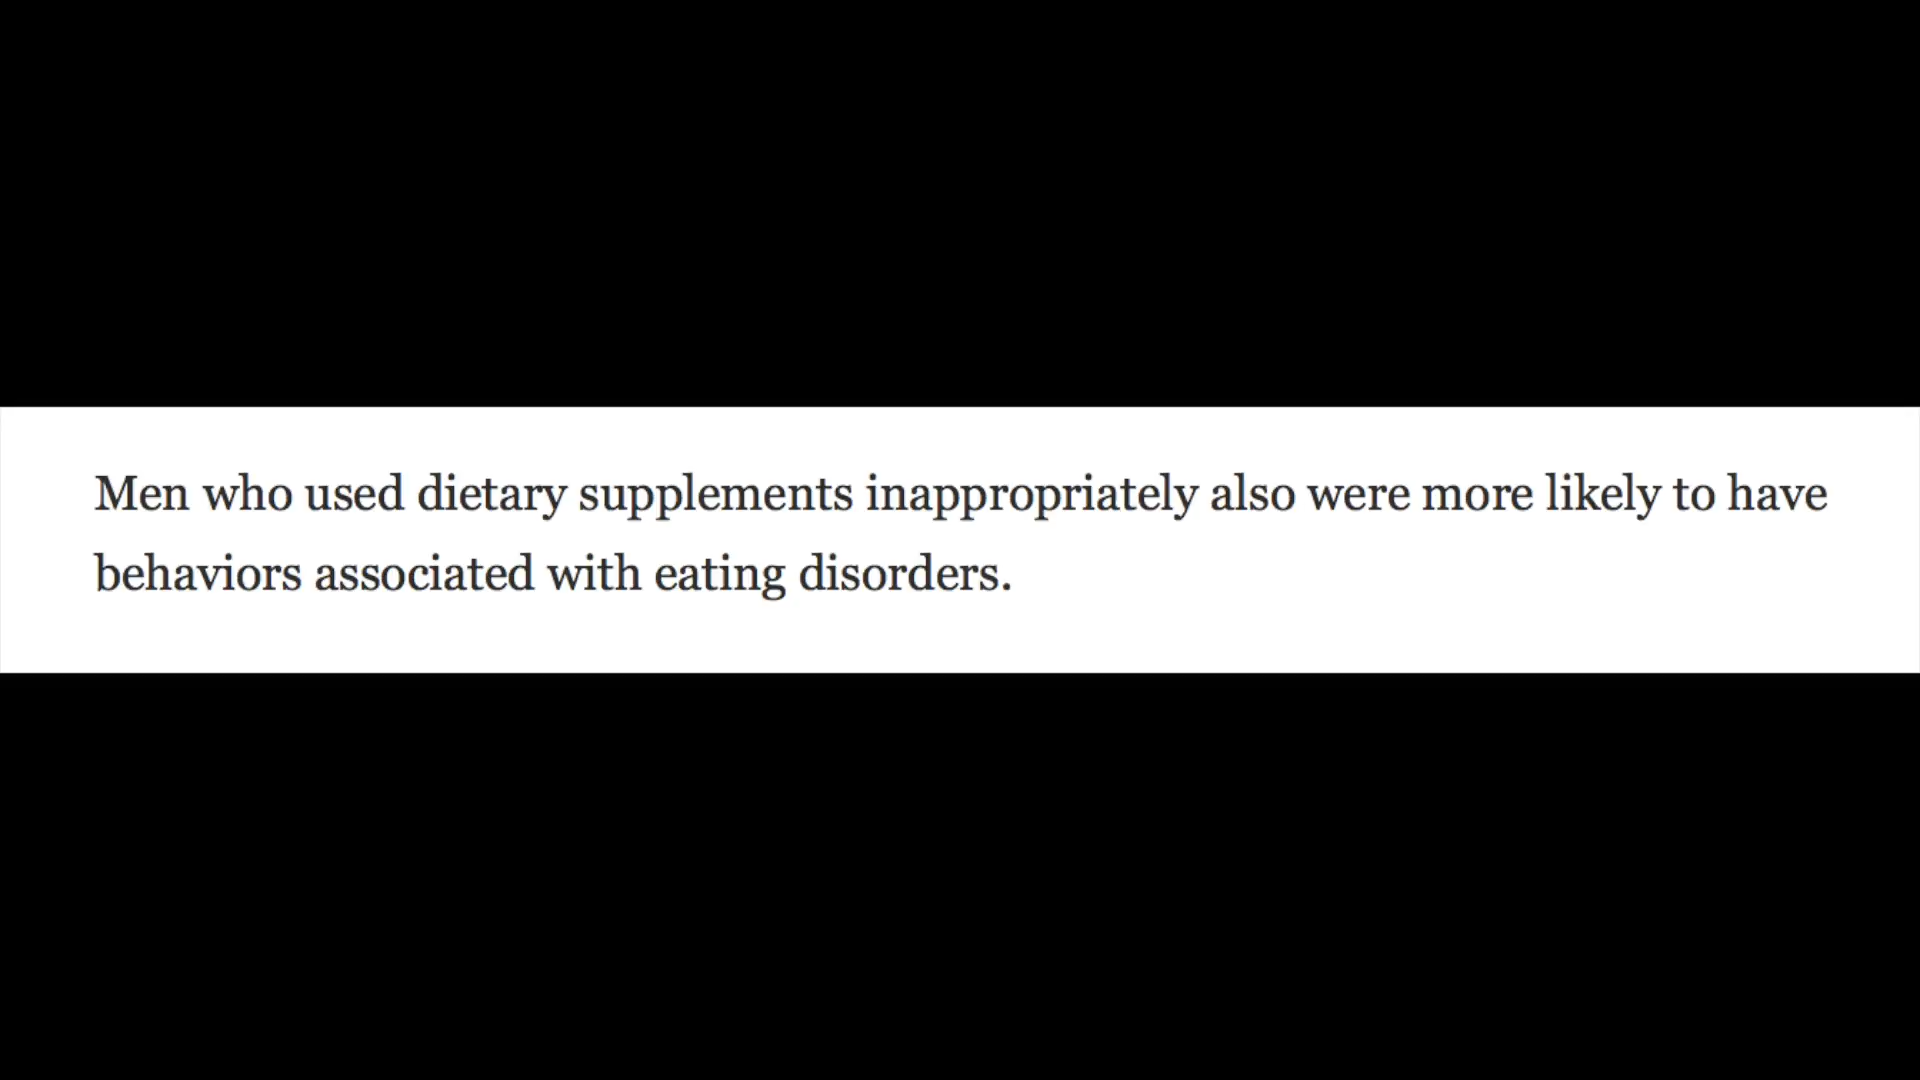 Men who used dietary supplements inappropriately also were more likely to have
behaviors associated with eating disorders.